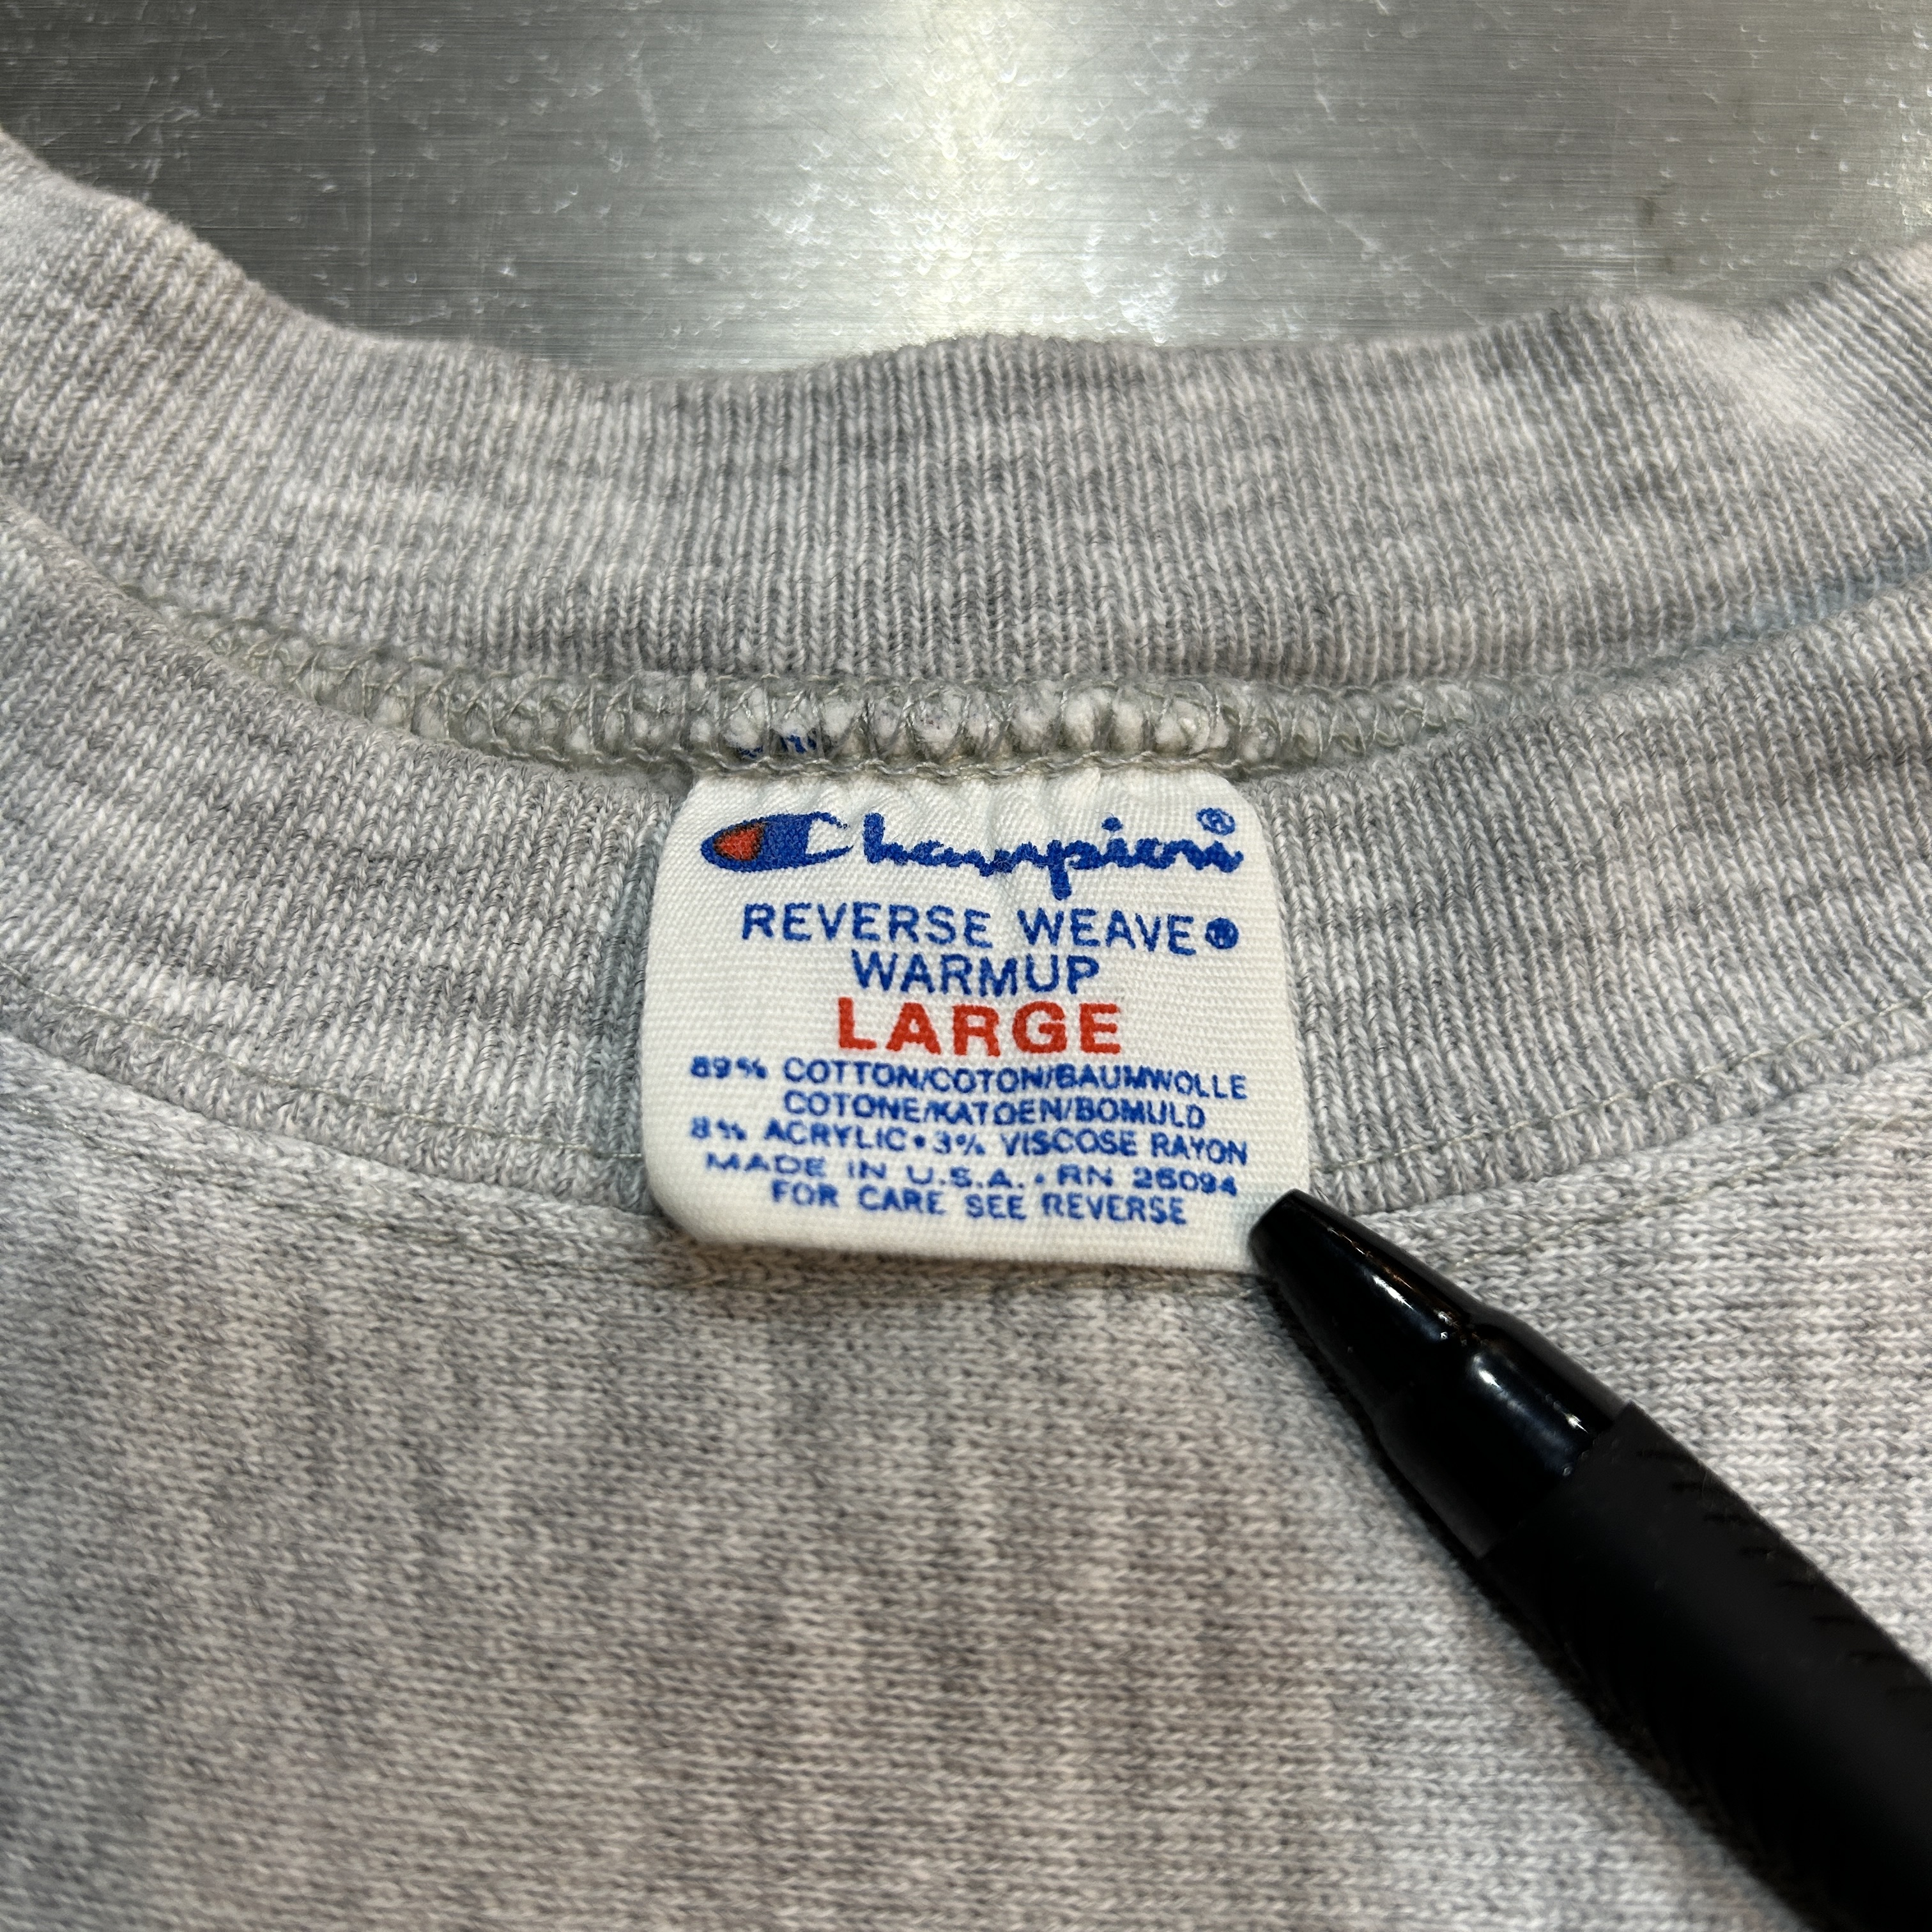 Champion®
REVERSE WEAVE®
WARMUP
LARGE
89% COTTON/COTON/BAUMWOLLE
COTONE/KATOEN/BOMULD
8% ACRYLIC•3% VISCOSE RAYON
MADE IN U.S.A. • RN 26094
FOR CARE SEE REVERSE